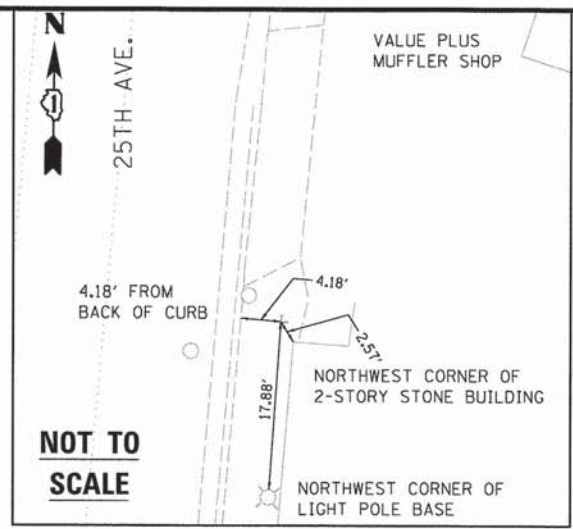 N
1
25TH AVE.
VALUE PLUS
MUFFLER SHOP
4.18' FROM
BACK OF CURB
4.18'
2.57'
17.88'
NORTHWEST CORNER OF
2-STORY STONE BUILDING
NOT TO
SCALE
NORTHWEST CORNER OF
LIGHT POLE BASE